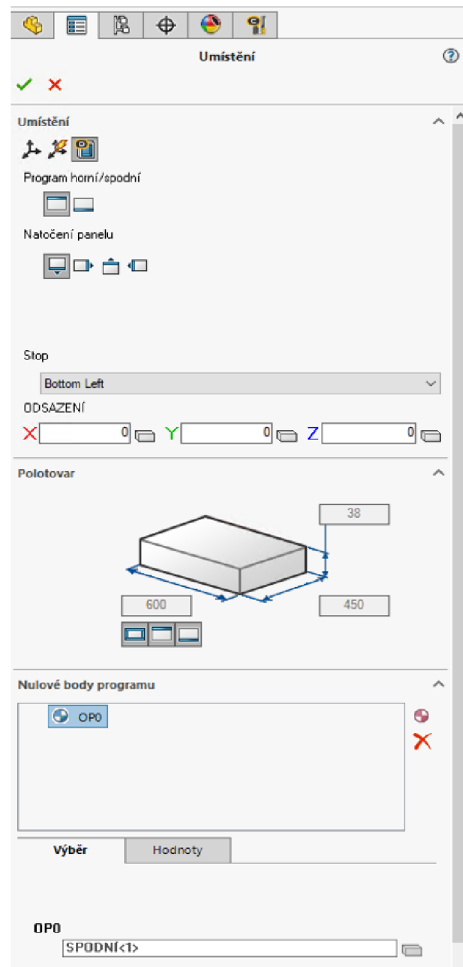 Umístění
Umístění
Program horní/spodní
Natočení panelu
Stop
Bottom Left
ODSAZENÍ
X 0 Y 0 Z 0
Polotovar
38
600 450
Nulové body programu
OP0
Výběr Hodnoty
OP0
SPODNÍ<1>